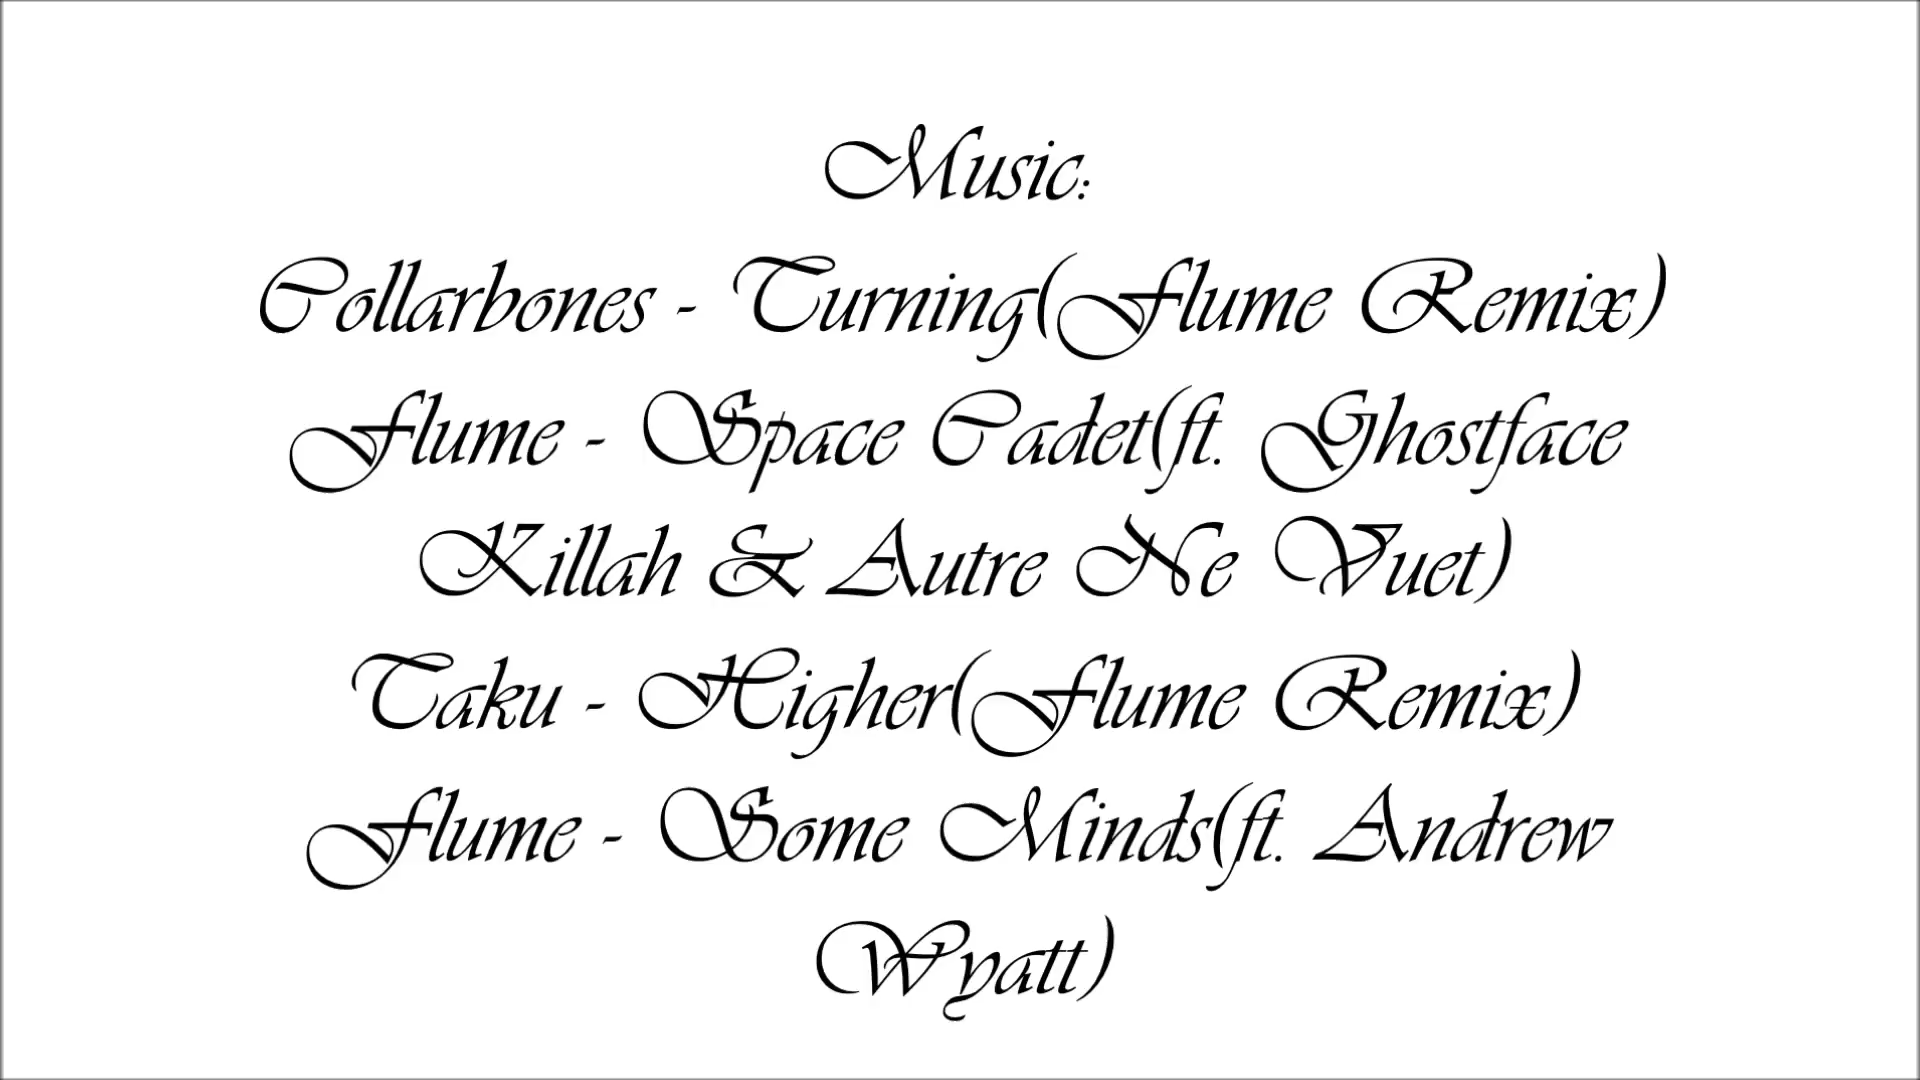 Music:
Collarbones - Turning(Flume Remix)
Flume - Space Cadet(ft. Ghostface
Killah & Autre Ne Vuet)
Taku - Higher(Flume Remix)
Flume - Some Minds(ft. Andrew
Wyatt)